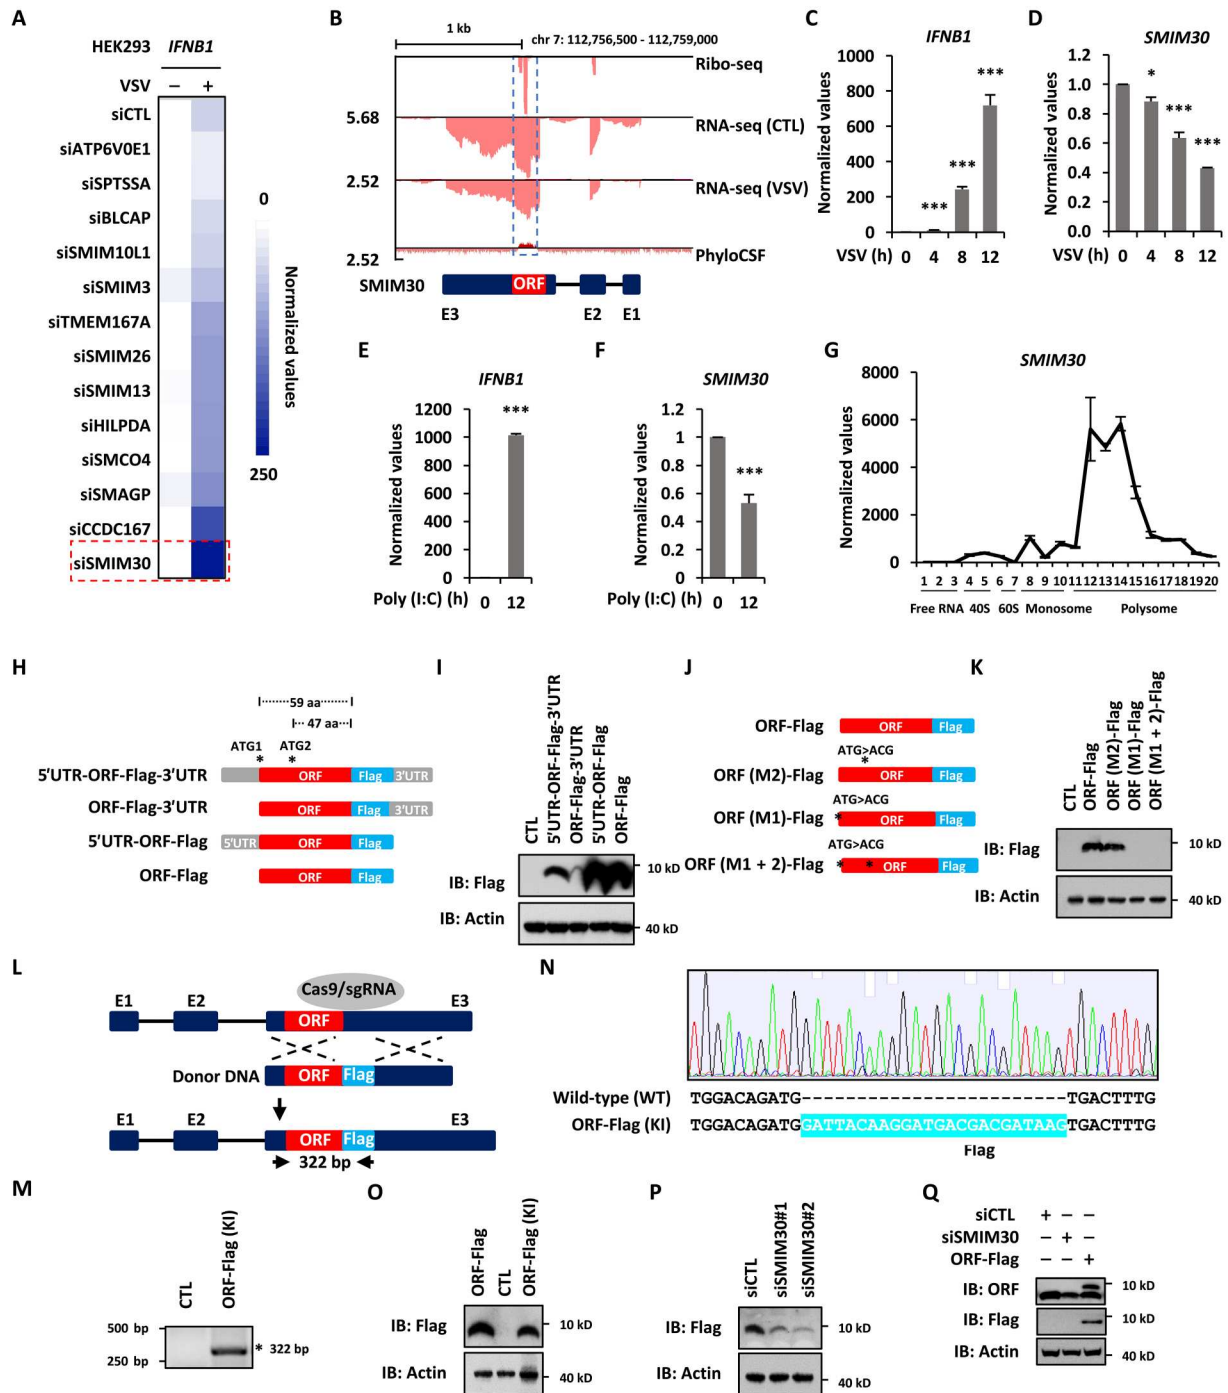 A
HEK293 IFNB1
VSV – +
siCTL
siATP6V0E1
siSPTSSA
siBLCAP
siSMIM10L1
siSMIM3
siTMEM167A
siSMIM26
siSMIM13
siHILPDA
siSMCO4
siSMAGP
siCCDC167
siSMIM30
0
Normalized values
250
B
1 kb
chr 7: 112,756,500 - 112,759,000
Ribo-seq
5.68
RNA-seq (CTL)
2.52
RNA-seq (VSV)
PhyloCSF
2.52
SMIM30
ORF
E3 E2 E1
C
IFNB1
Normalized values
1000
800
600
400
200
0
***
***
***
VSV (h) 0 4 8 12
D
SMIM30
Normalized values
1.2
1.0
0.8
0.6
0.4
0.2
0.0
*
***
***
VSV (h) 0 4 8 12
E
IFNB1
Normalized values
1200
1000
800
600
400
200
0
***
Poly (I:C) (h) 0 12
F
SMIM30
Normalized values
1.2
1
0.8
0.6
0.4
0.2
0
***
Poly (I:C) (h) 0 12
G
SMIM30
Normalized values
8000
6000
4000
2000
0
1 2 3 4 5 6 7 8 9 10 11 12 13 14 15 16 17 18 19 20
Free RNA 40S 60S Monosome Polysome
H
59 aa
47 aa
ATG1 ATG2
* *
5′UTR-ORF-Flag-3′UTR ORF Flag 3′UTR
ORF-Flag-3′UTR ORF Flag 3′UTR
5′UTR-ORF-Flag 5′UTR ORF Flag
ORF-Flag ORF Flag
I
CTL
5′UTR-ORF-Flag-3′UTR
ORF-Flag-3′UTR
5′UTR-ORF-Flag
ORF-Flag
IB: Flag 10 kD
IB: Actin 40 kD
J
ORF-Flag ORF Flag
ATG>ACG
*
ORF (M2)-Flag ORF Flag
ATG>ACG
*
ORF (M1)-Flag ORF Flag
ATG>ACG
* *
ORF (M1 + 2)-Flag ORF Flag
K
CTL
ORF-Flag
ORF (M2)-Flag
ORF (M1)-Flag
ORF (M1 + 2)-Flag
IB: Flag 10 kD
IB: Actin 40 kD
L
Cas9/sgRNA
E1 E2 E3
ORF
Donor DNA ORF Flag
E1 E2 E3
ORF Flag
322 bp
N
Wild-type (WT) TGGACAGATG------------------------TGACTTTG
ORF-Flag (KI) TGGACAGATGGATTACAAGGATGACGACGATAAGTGACTTTG
Flag
M
CTL
ORF-Flag (KI)
500 bp
250 bp
* 322 bp
O
ORF-Flag
CTL
ORF-Flag (KI)
IB: Flag 10 kD
IB: Actin 40 kD
P
siCTL
siSMIM30#1
siSMIM30#2
IB: Flag 10 kD
IB: Actin 40 kD
Q
siCTL + – –
siSMIM30 – + –
ORF-Flag – – +
IB: ORF 10 kD
IB: Flag 10 kD
IB: Actin 40 kD